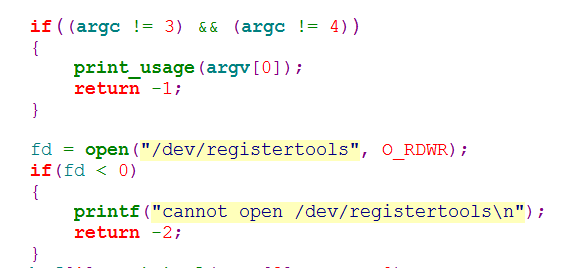 if((argc != 3) && (argc != 4))
{
    print_usage(argv[0]);
    return -1;
}

fd = open("/dev/registertools", O_RDWR);
if(fd < 0)
{
    printf("cannot open /dev/registertools\n");
    return -2;
}